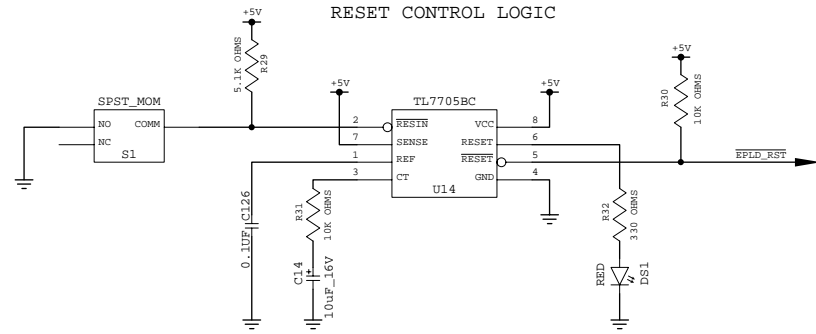 RESET CONTROL LOGIC
+5V
5.1K OHMS
R29
SPST_MOM
NO
COMM
NC
S1
+5V
TL7705BC
2
RESIN
7
SENSE
1
REF
3
CT
VCC
8
RESET
6
RESET
5
GND
4
U14
+5V
+5V
R30
10K OHMS
EPLD_RST
0.1UF C126
R31
10K OHMS
C14
+
10uF_16V
R32
330 OHMS
RED
DS1